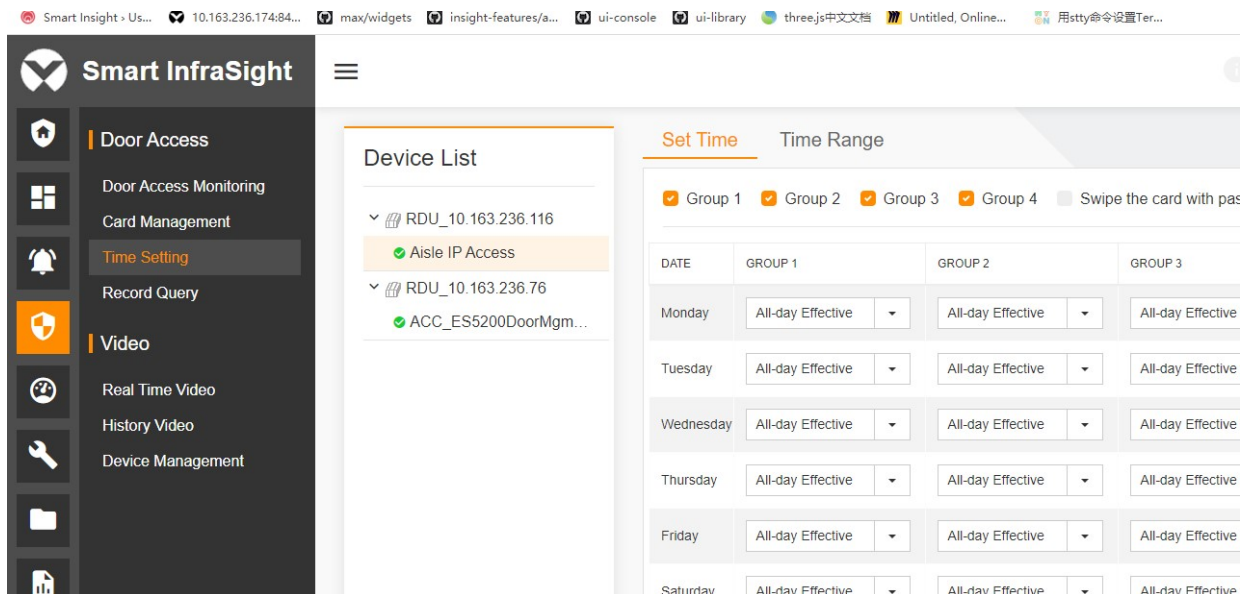 Smart Insight › Us... 10.163.236.174:84... max/widgets insight-features/a... ui-console ui-library three.js中文文档 Untitled, Online... 用stty命令设置Ter...
Smart InfraSight
Door Access
Door Access Monitoring
Card Management
Time Setting
Record Query
Video
Real Time Video
History Video
Device Management
Device List
RDU_10.163.236.116
Aisle IP Access
RDU_10.163.236.76
ACC_ES5200DoorMgm...
Set Time Time Range
Group 1 Group 2 Group 3 Group 4 Swipe the card with pas
DATE GROUP 1 GROUP 2 GROUP 3
Monday All-day Effective All-day Effective All-day Effective
Tuesday All-day Effective All-day Effective All-day Effective
Wednesday All-day Effective All-day Effective All-day Effective
Thursday All-day Effective All-day Effective All-day Effective
Friday All-day Effective All-day Effective All-day Effective
Saturday All-day Effective All-day Effective All-day Effective